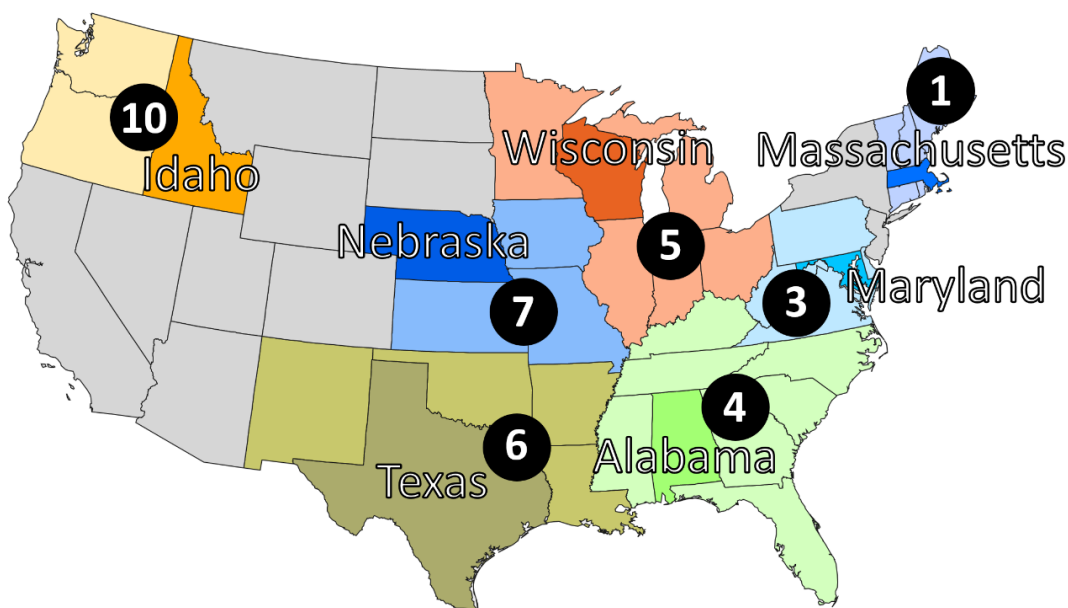 1
10
Wisconsin
Massachusetts
Idaho
Nebraska
5
Maryland
3
7
4
6
Alabama
Texas